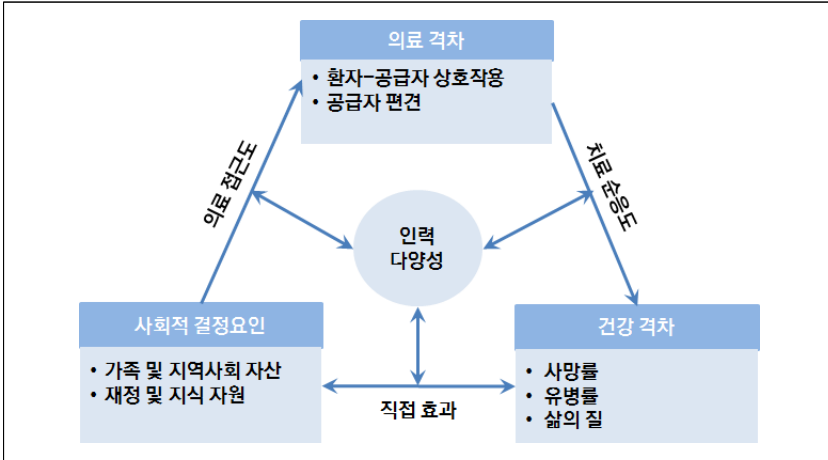 의료 격차
• 환자-공급자 상호작용
• 공급자 편견
의료 접근도
치료 순응도
인력
다양성
사회적 결정요인
• 가족 및 지역사회 자산
• 재정 및 지식 자원
직접 효과
건강 격차
• 사망률
• 유병률
• 삶의 질